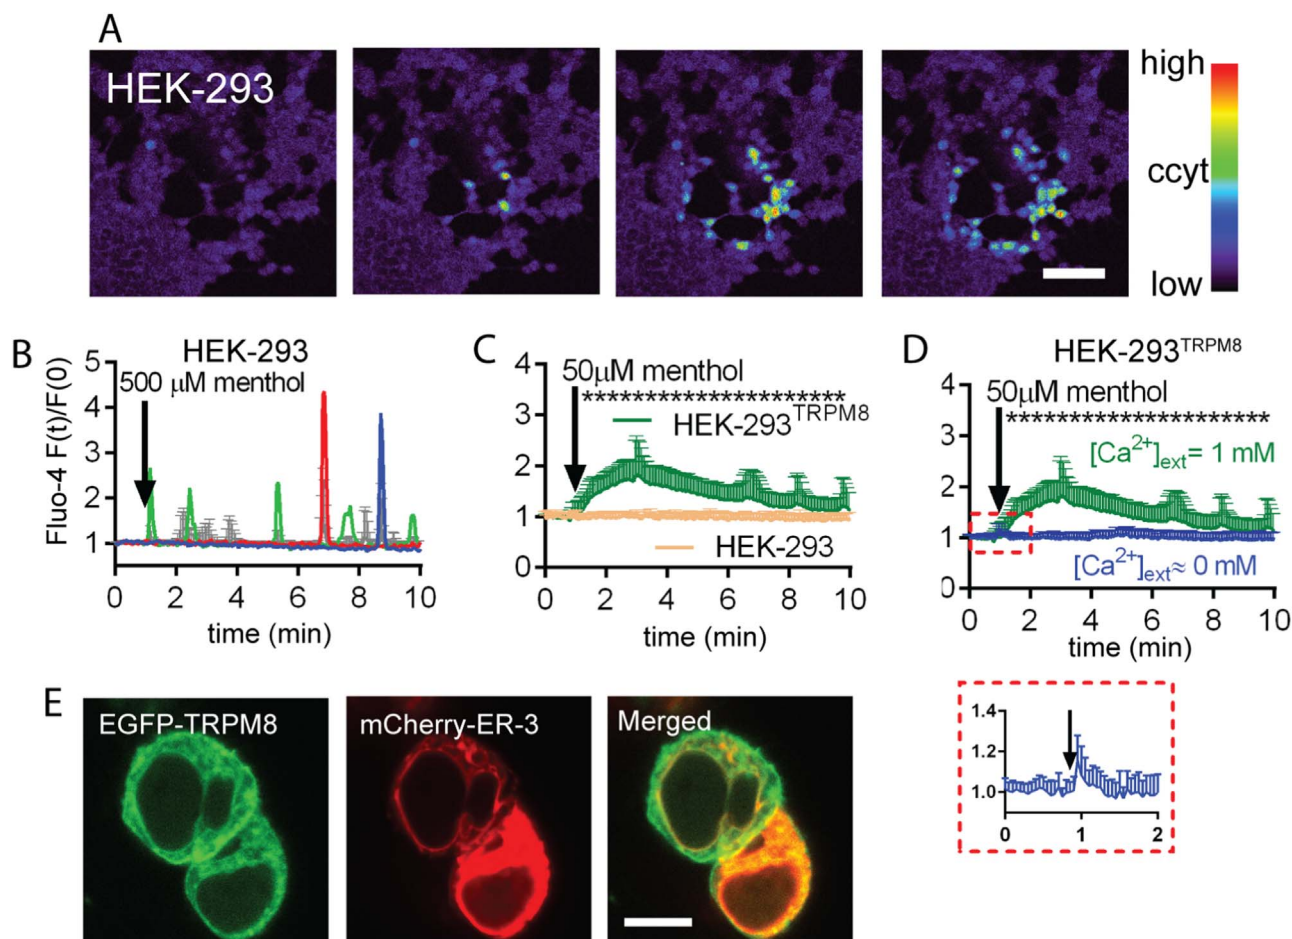 A
HEK-293
high
ccyt
low
B
HEK-293
500 µM menthol
Fluo-4 F(t)/F(0)
5
4
3
2
1
0 2 4 6 8 10
time (min)
C
50µM menthol
*********************
HEK-293TRPM8
HEK-293
4
3
2
1
0
0 2 4 6 8 10
time (min)
D
HEK-293TRPM8
50µM menthol
*********************
[Ca2+]ext= 1 mM
[Ca2+]ext≈ 0 mM
4
3
2
1
0
0 2 4 6 8 10
time (min)
1.4
1.2
1.0
0 1 2
E
EGFP-TRPM8
mCherry-ER-3
Merged